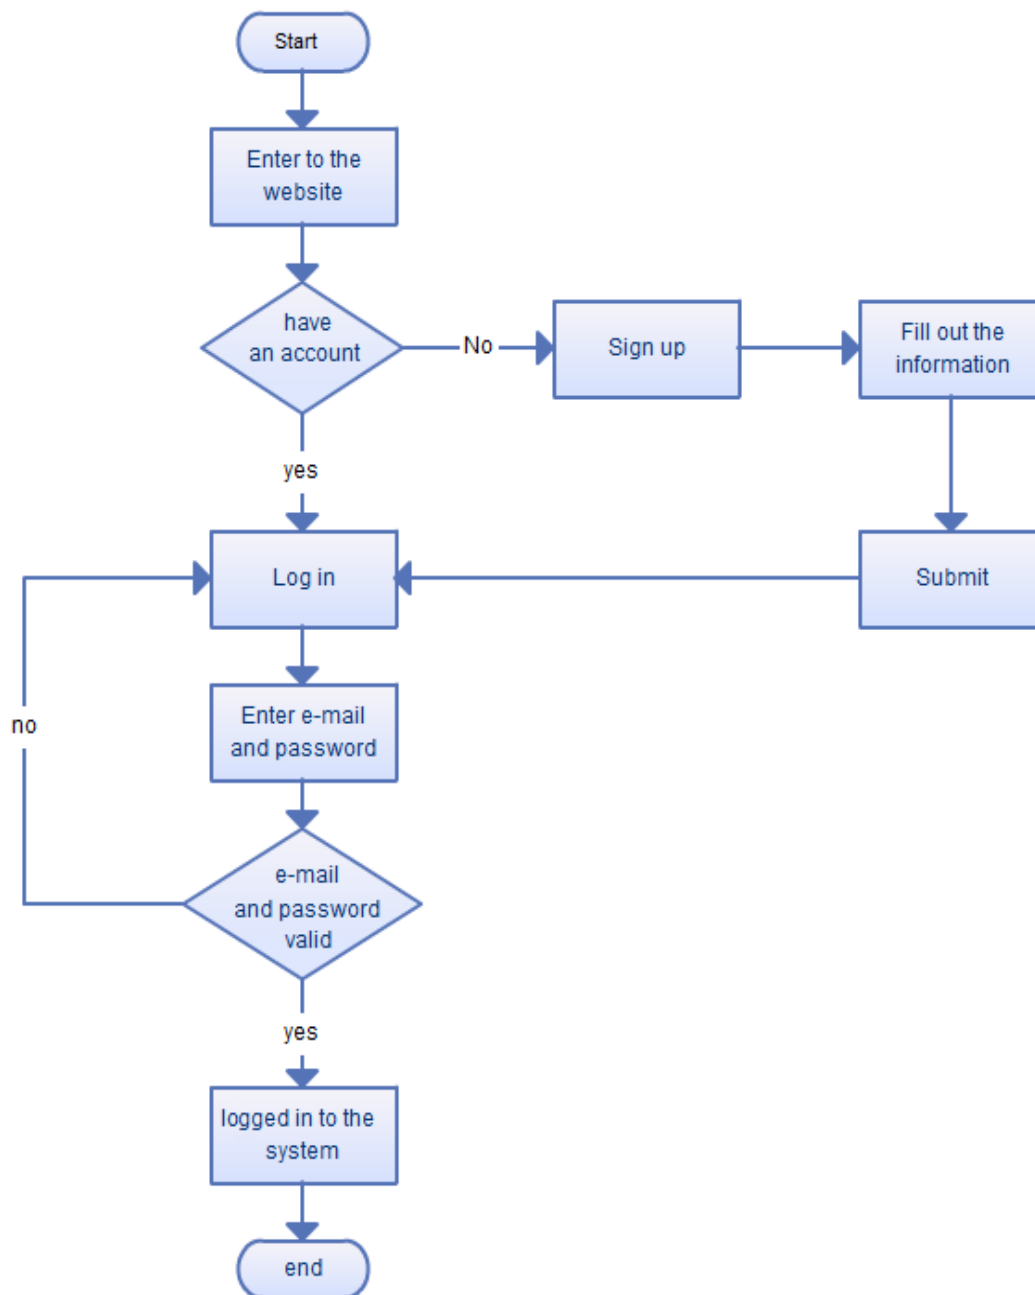 Start
Enter to the
website
have
an account
No
Sign up
Fill out the
information
yes
Log in
Submit
no
Enter e-mail
and password
e-mail
and password
valid
yes
logged in to the
system
end